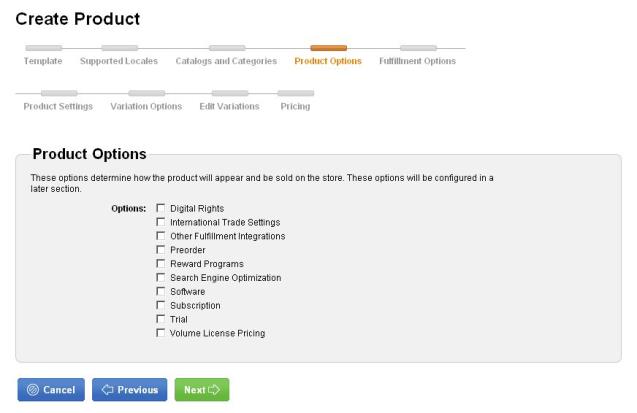 Create Product
Template Supported Locales Catalogs and Categories Product Options Fulfillment Options
Product Settings Variation Options Edit Variations Pricing
Product Options
These options determine how the product will appear and be sold on the store. These options will be configured in a
later section.
Options: Digital Rights
International Trade Settings
Other Fulfillment Integrations
Preorder
Reward Programs
Search Engine Optimization
Software
Subscription
Trial
Volume License Pricing
Cancel Previous Next